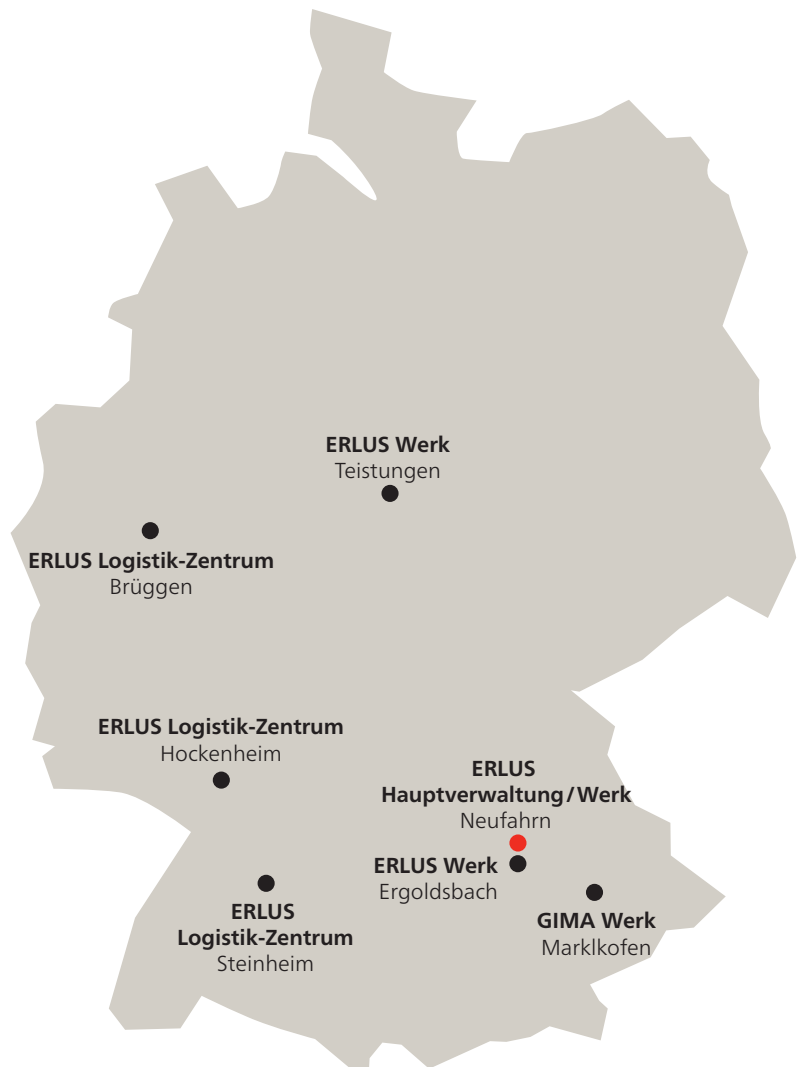 ERLUS Werk
Teistungen
ERLUS Logistik-Zentrum
Brüggen
ERLUS Logistik-Zentrum
Hockenheim
ERLUS
Hauptverwaltung/Werk
Neufahrn
ERLUS Werk
Ergoldsbach
ERLUS
Logistik-Zentrum
Steinheim
GIMA Werk
Marklkofen